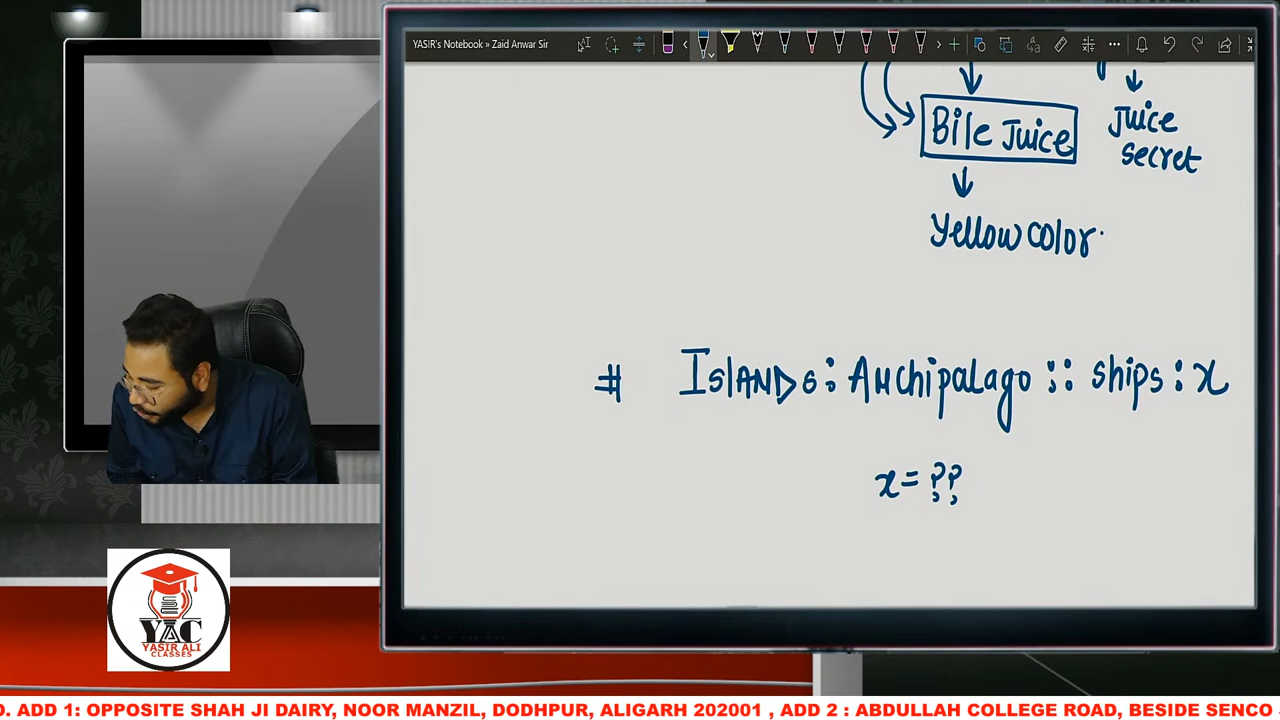 YASIR's Notebook » Zaid Anwar Sir
Bile Juice
Juice
secret
Yellow color
# Islands : Archipalago :: ships : x
x = ??
YAC
YASIR ALI
CLASSES
D. ADD 1: OPPOSITE SHAH JI DAIRY, NOOR MANZIL, DODHPUR, ALIGARH 202001 , ADD 2 : ABDULLAH COLLEGE ROAD, BESIDE SENCO